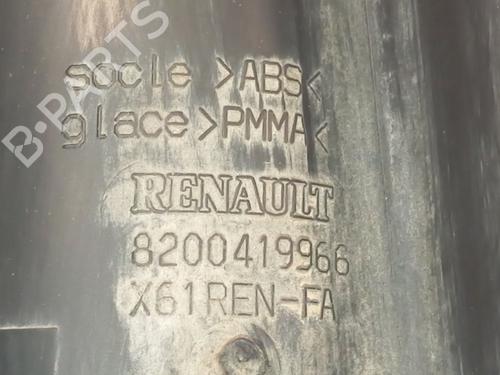 B-PARTS
socle >ABS<
glace >PMMA<
RENAULT
8200419966
X61REN-FA